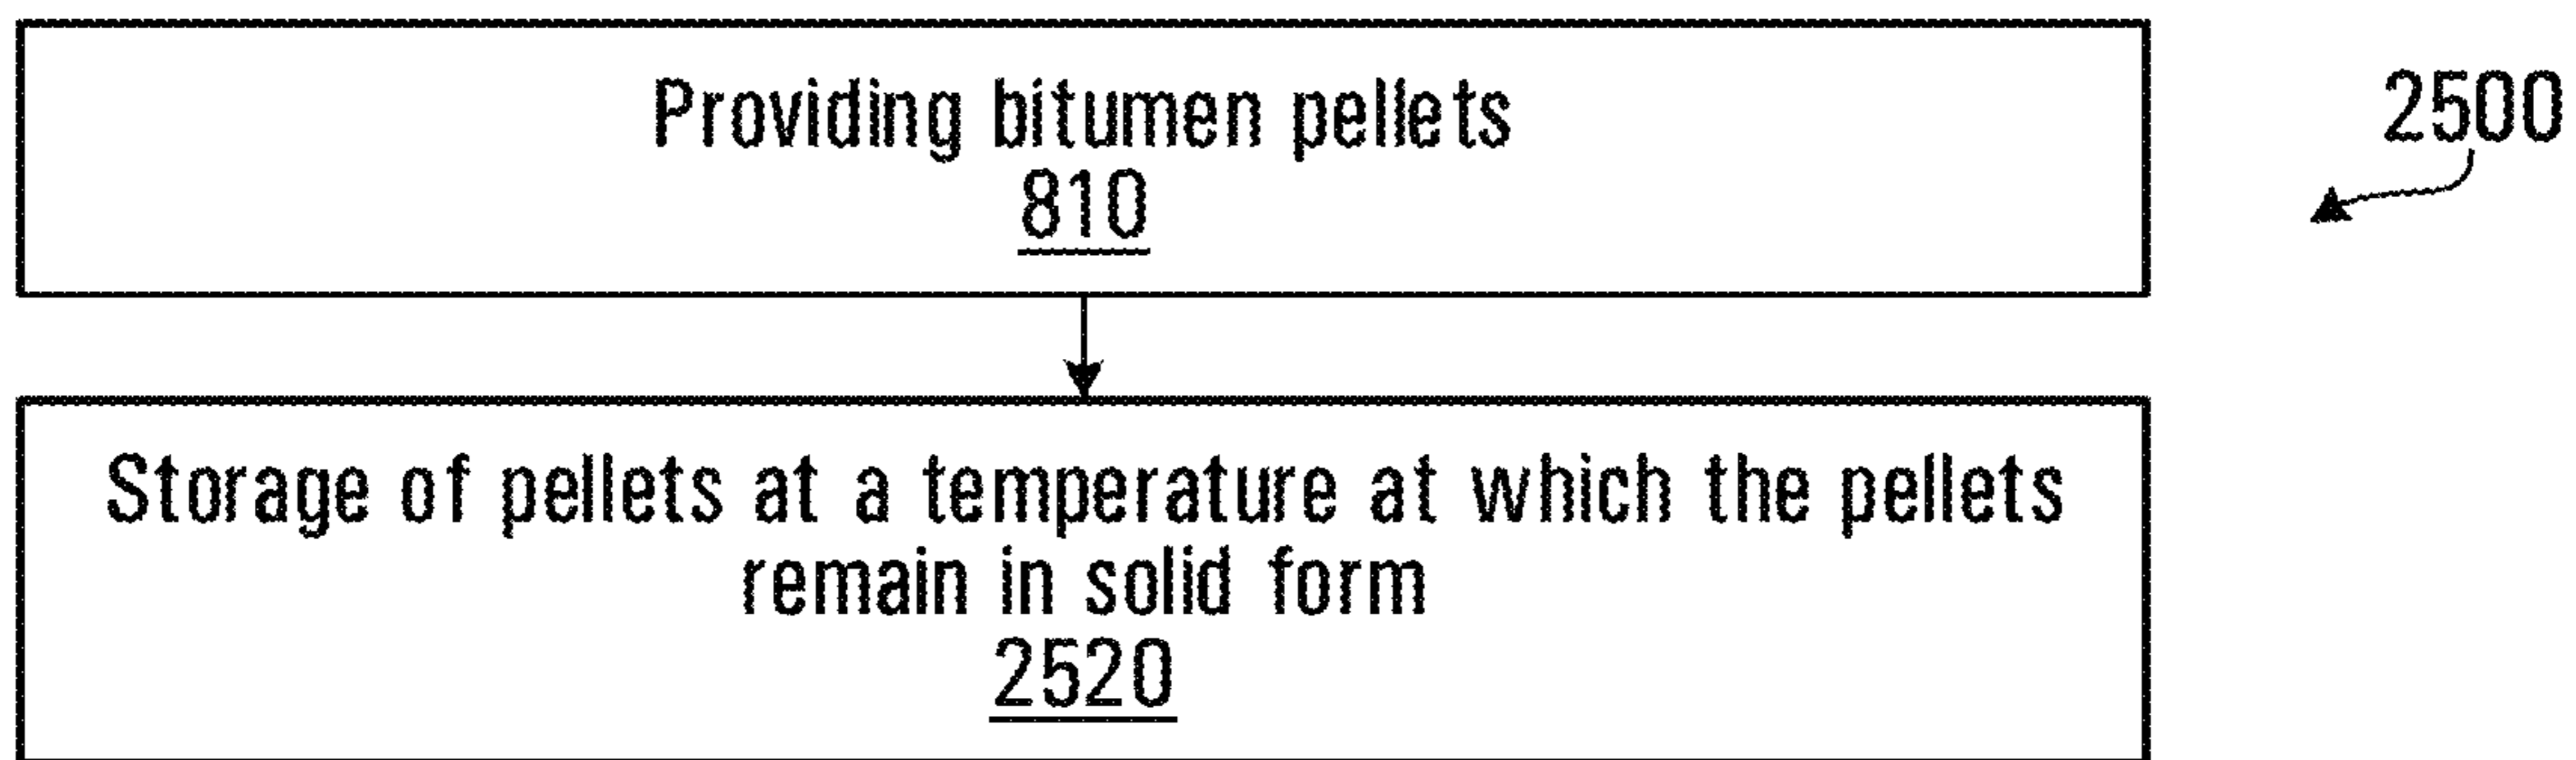 Providing bitumen pellets
810
2500
Storage of pellets at a temperature at which the pellets
remain in solid form
2520